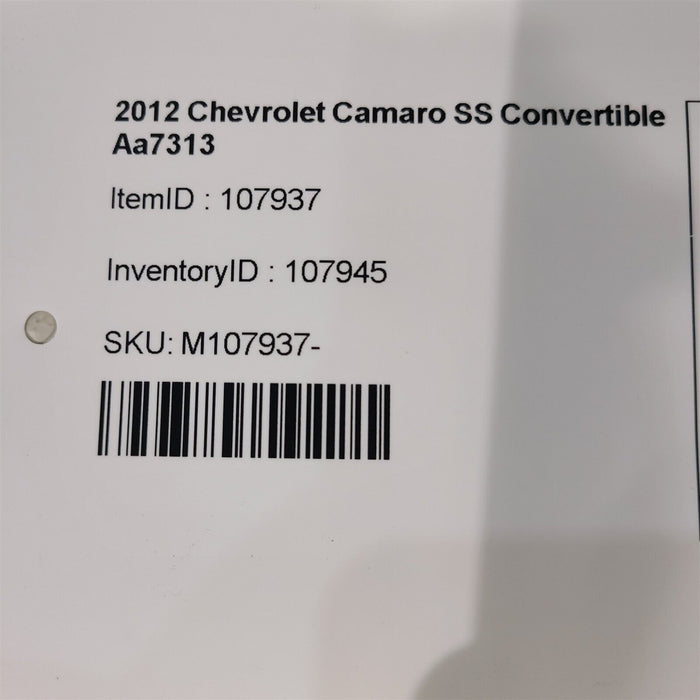 2012 Chevrolet Camaro SS Convertible
Aa7313
ItemID : 107937
InventoryID : 107945
SKU: M107937-